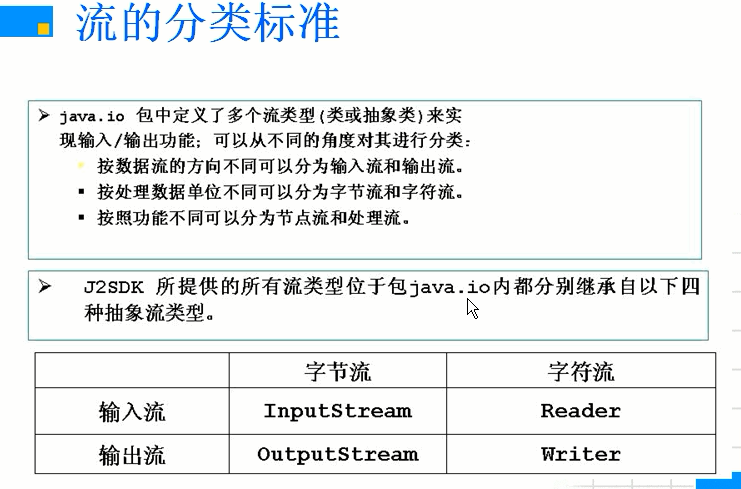 流的分类标准
java.io 包中定义了多个流类型(类或抽象类)来实
现输入/输出功能；可以从不同的角度对其进行分类：
按数据流的方向不同可以分为输入流和输出流。
按处理数据单位不同可以分为字节流和字符流。
按照功能不同可以分为节点流和处理流。
J2SDK 所提供的所有流类型位于包java.io内都分别继承自以下四
种抽象流类型。
字节流 字符流
输入流 InputStream Reader
输出流 OutputStream Writer